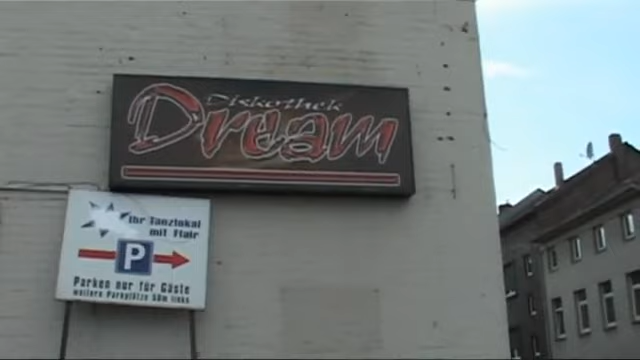 Diskothek
Dream
Ihr Tanzlokal
mit Flair
P
Parken nur für Gäste
weitere Parkplätze 50m links